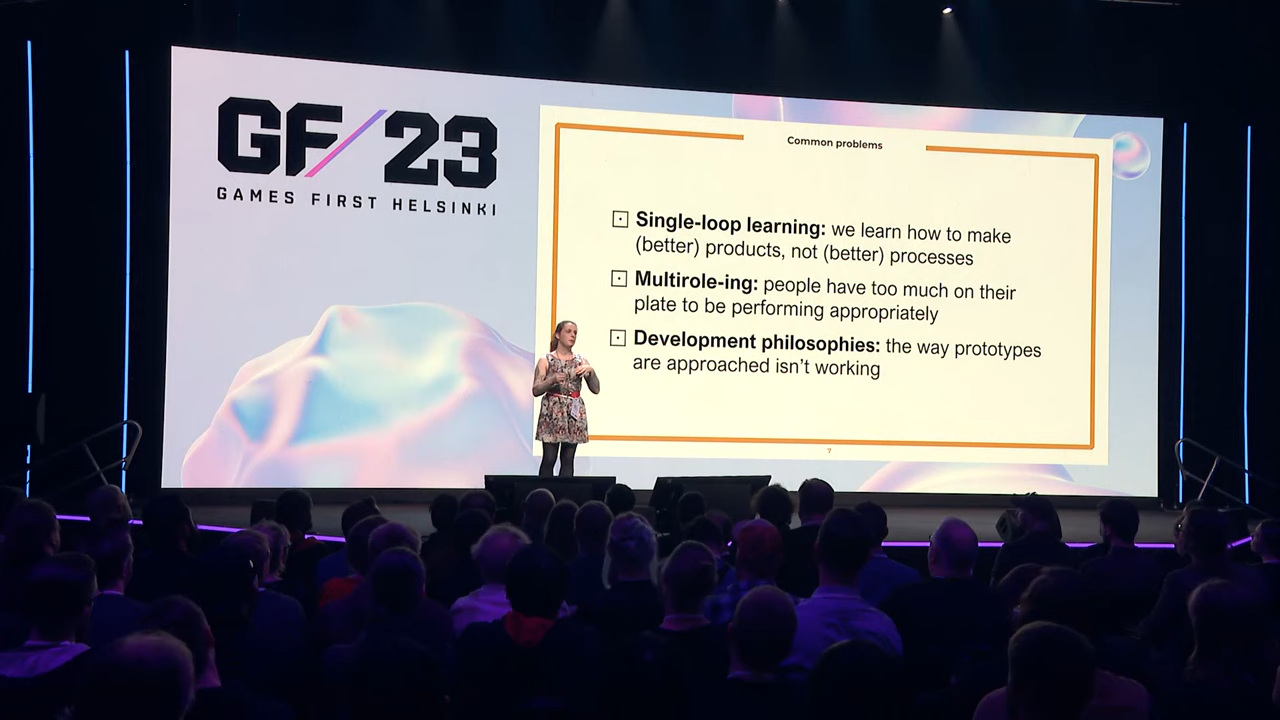 GF/23
GAMES FIRST HELSINKI
Common problems
Single-loop learning: we learn how to make
(better) products, not (better) processes
Multirole-ing: people have too much on their
plate to be performing appropriately
Development philosophies: the way prototypes
are approached isn’t working
7